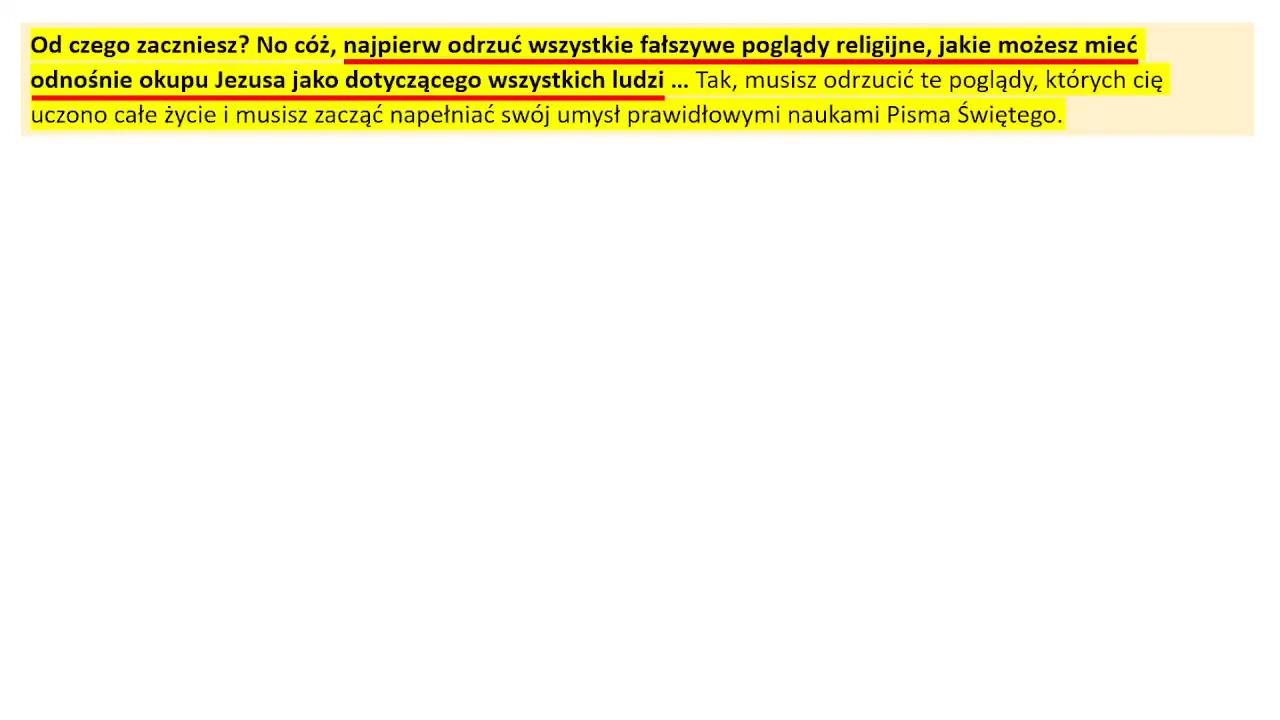 Od czego zaczniesz? No cóż, najpierw odrzuć wszystkie fałszywe poglądy religijne, jakie możesz mieć
odnośnie okupu Jezusa jako dotyczącego wszystkich ludzi ... Tak, musisz odrzucić te poglądy, których cię
uczono całe życie i musisz zacząć napełniać swój umysł prawidłowymi naukami Pisma Świętego.